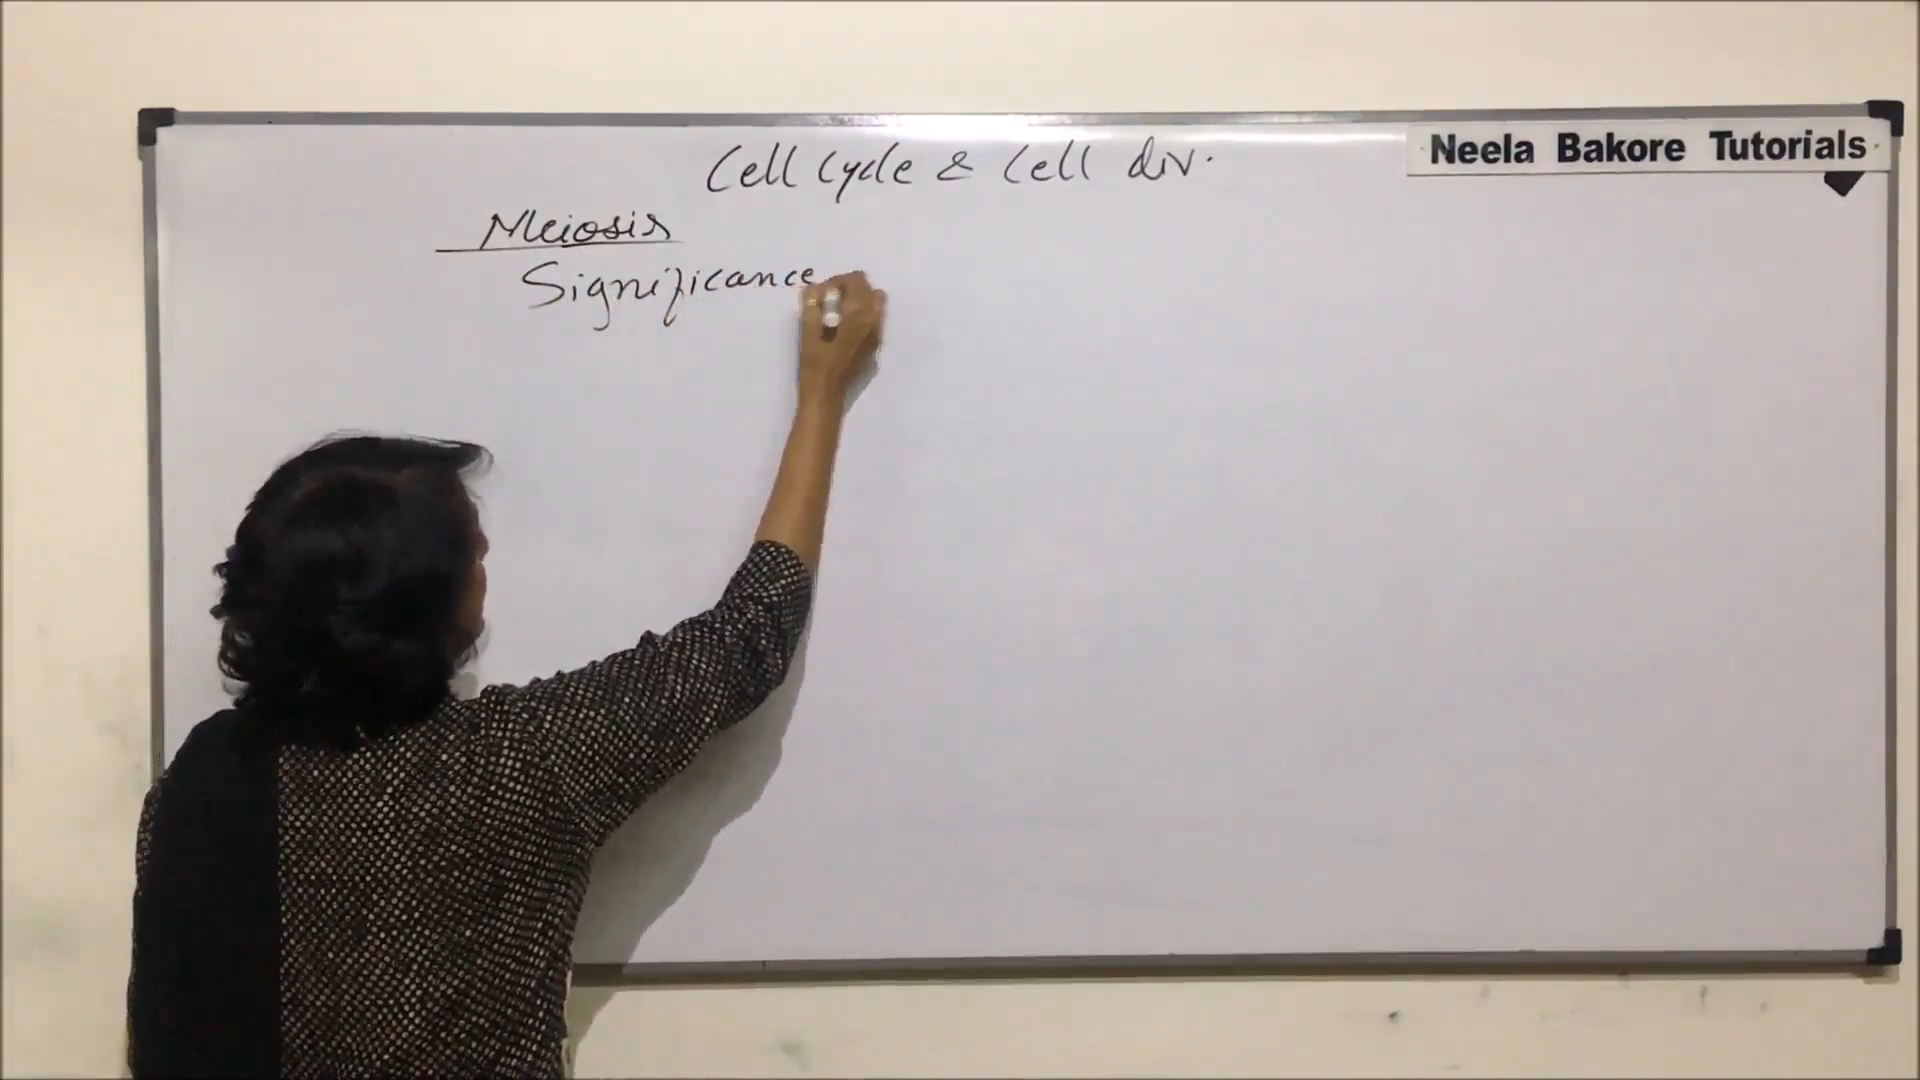 Neela Bakore Tutorials
Cell Cycle & Cell div.
Meiosis
Significance